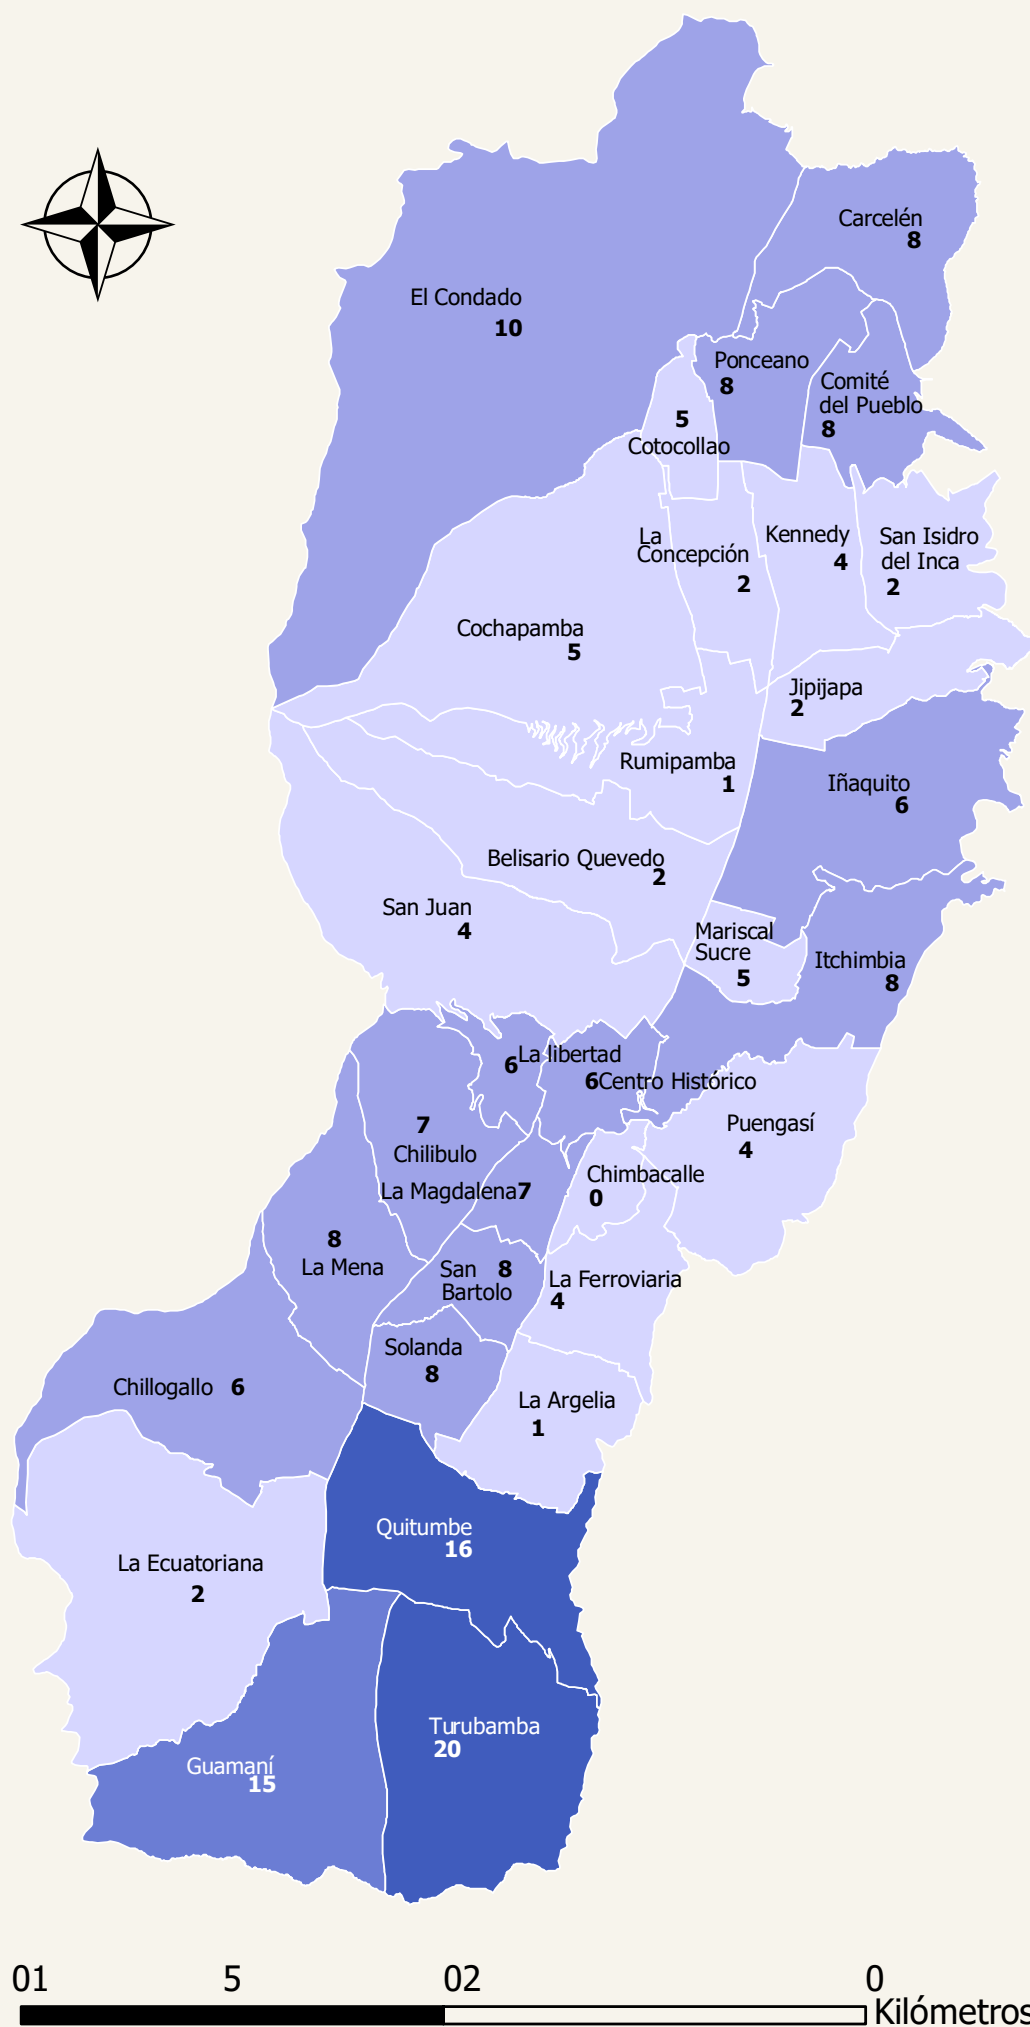 Carcelén
8
El Condado
10
Ponceano
8
Comité
del Pueblo
8
5
Cotocollao
La
Concepción
2
Kennedy
4
San Isidro
del Inca
2
Cochapamba
5
Jipijapa
2
Rumipamba
1
Iñaquito
6
Belisario Quevedo
2
San Juan
4
Mariscal
Sucre
5
Itchimbia
8
La libertad
6
6 Centro Histórico
Puengasí
4
7
Chilibulo
La Magdalena 7
Chimbacalle
0
8
La Mena
San 8
Bartolo
La Ferroviaria
4
Solanda
8
Chillogallo 6
La Argelia
1
Quitumbe
16
La Ecuatoriana
2
Turubamba
20
Guamaní
15
01 5 02 0
Kilómetros